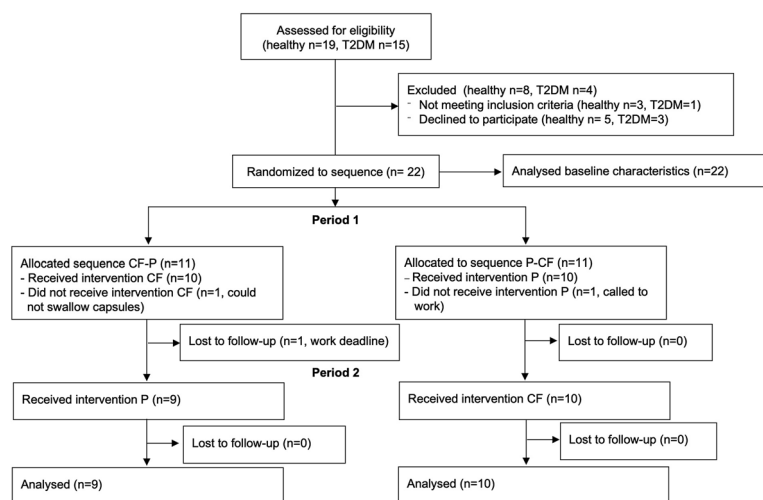 Assessed for eligibility
(healthy n=19, T2DM n=15)
Excluded (healthy n=8, T2DM n=4)
- Not meeting inclusion criteria (healthy n=3, T2DM=1)
- Declined to participate (healthy n= 5, T2DM=3)
Randomized to sequence (n= 22)
Analysed baseline characteristics (n=22)
Period 1
Allocated sequence CF-P (n=11)
- Received intervention CF (n=10)
- Did not receive intervention CF (n=1, could
not swallow capsules)
Allocated to sequence P-CF (n=11)
– Received intervention P (n=10)
- Did not receive intervention P (n=1, called to
work)
Lost to follow-up (n=1, work deadline)
Lost to follow-up (n=0)
Period 2
Received intervention P (n=9)
Received intervention CF (n=10)
Lost to follow-up (n=0)
Lost to follow-up (n=0)
Analysed (n=9)
Analysed (n=10)